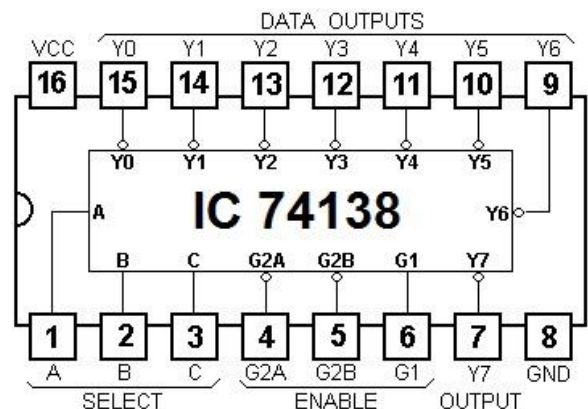 DATA OUTPUTS
VCC Y0 Y1 Y2 Y3 Y4 Y5 Y6
16 15 14 13 12 11 10 9
Y0 Y1 Y2 Y3 Y4 Y5
A IC 74138 Y6
B C G2A G2B G1 Y7
1 2 3 4 5 6 7 8
A B C G2A G2B G1 Y7 GND
SELECT ENABLE OUTPUT